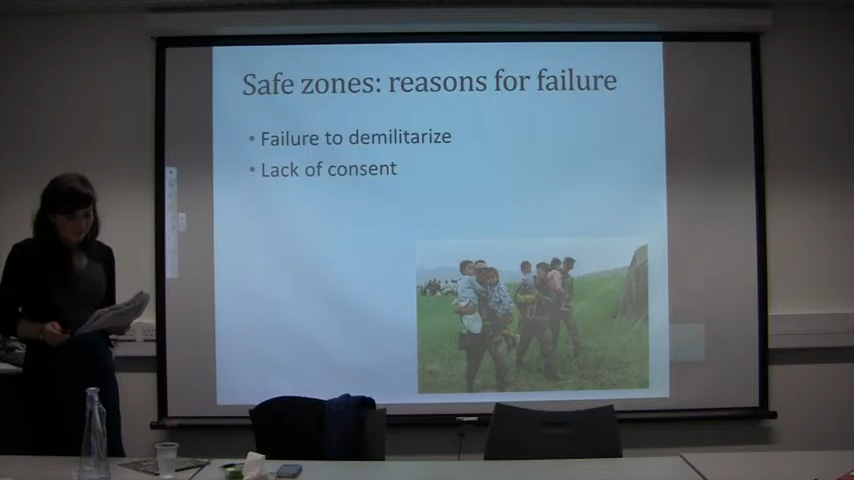 Safe zones: reasons for failure
• Failure to demilitarize
• Lack of consent